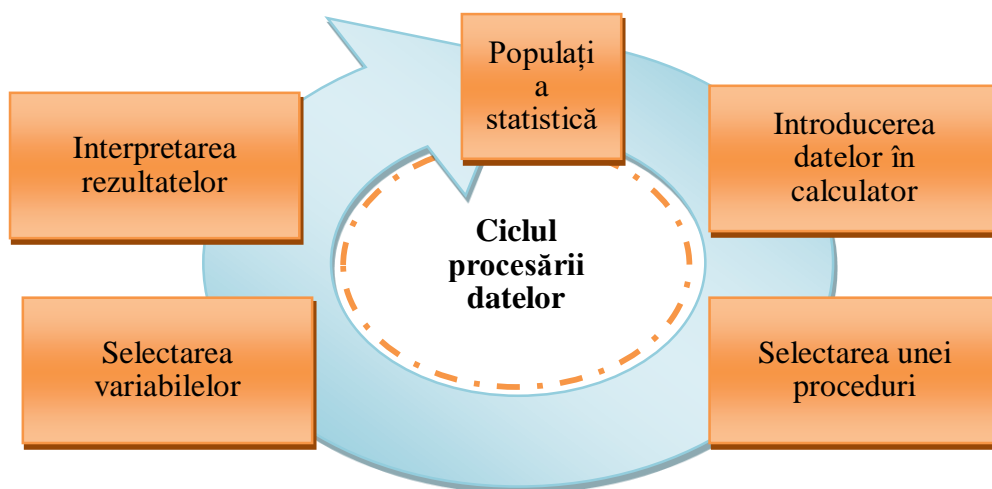 Populați
a
statistică
Introducerea
datelor în
calculator
Selectarea unei
proceduri
Selectarea
variabilelor
Interpretarea
rezultatelor
Ciclul
procesării
datelor